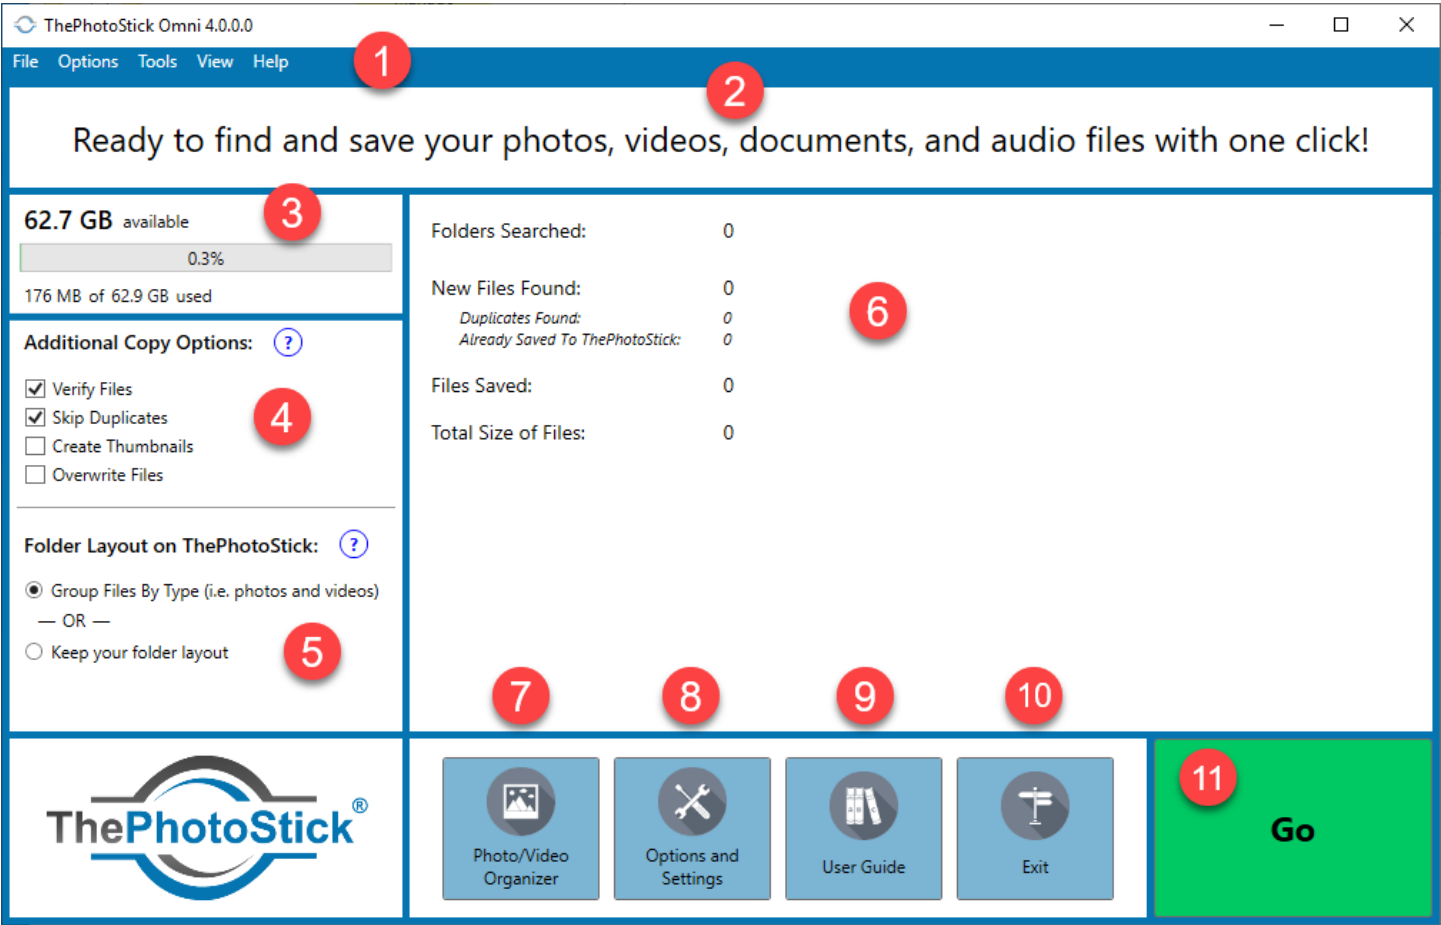 ThePhotoStick Omni 4.0.0.0
File Options Tools View Help
1
2
Ready to find and save your photos, videos, documents, and audio files with one click!
62.7 GB available
3
0.3%
176 MB of 62.9 GB used
Additional Copy Options: ?
Verify Files
Skip Duplicates
4
Create Thumbnails
Overwrite Files
Folder Layout on ThePhotoStick: ?
Group Files By Type (i.e. photos and videos)
— OR —
Keep your folder layout
5
Folders Searched: 0
New Files Found: 0
Duplicates Found: 0
Already Saved To ThePhotoStick: 0
6
Files Saved: 0
Total Size of Files: 0
7
8
9
10
ThePhotoStick®
Photo/Video
Organizer
Options and
Settings
A B C
User Guide
Exit
11
Go